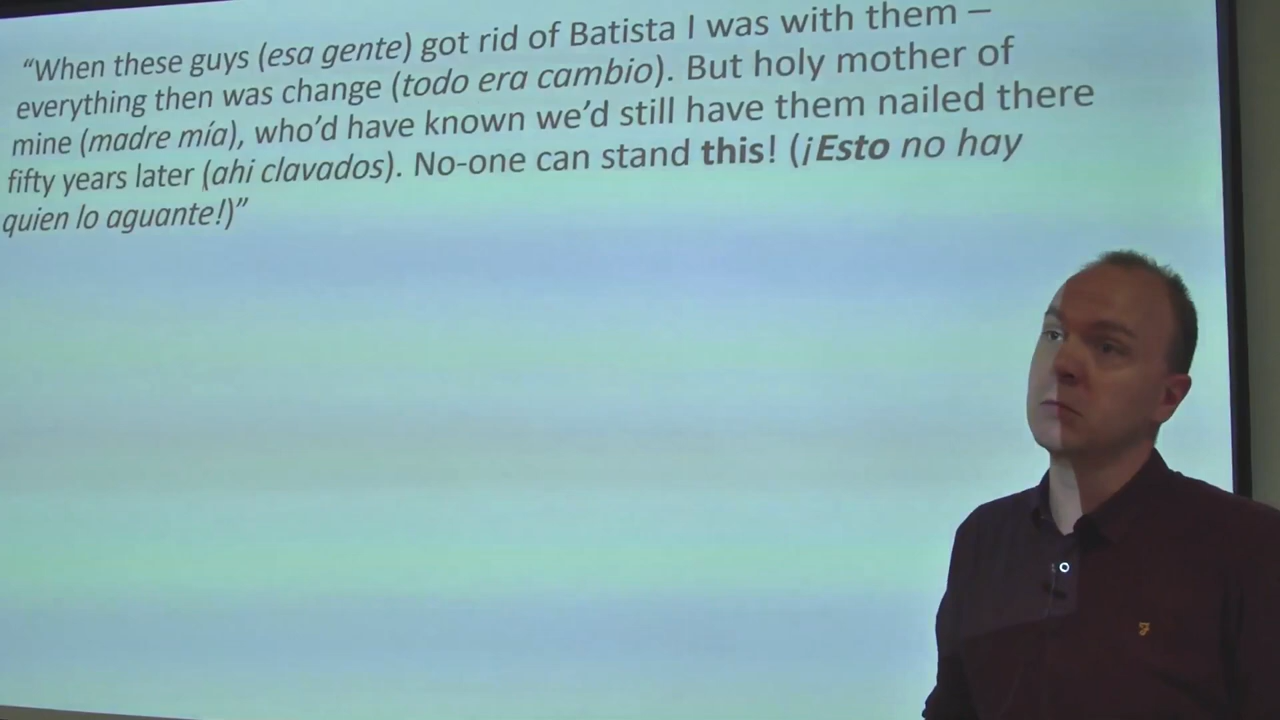 “When these guys (esa gente) got rid of Batista I was with them –
everything then was change (todo era cambio). But holy mother of
mine (madre mía), who’d have known we’d still have them nailed there
fifty years later (ahi clavados). No-one can stand this! (¡Esto no hay
quien lo aguante!)”